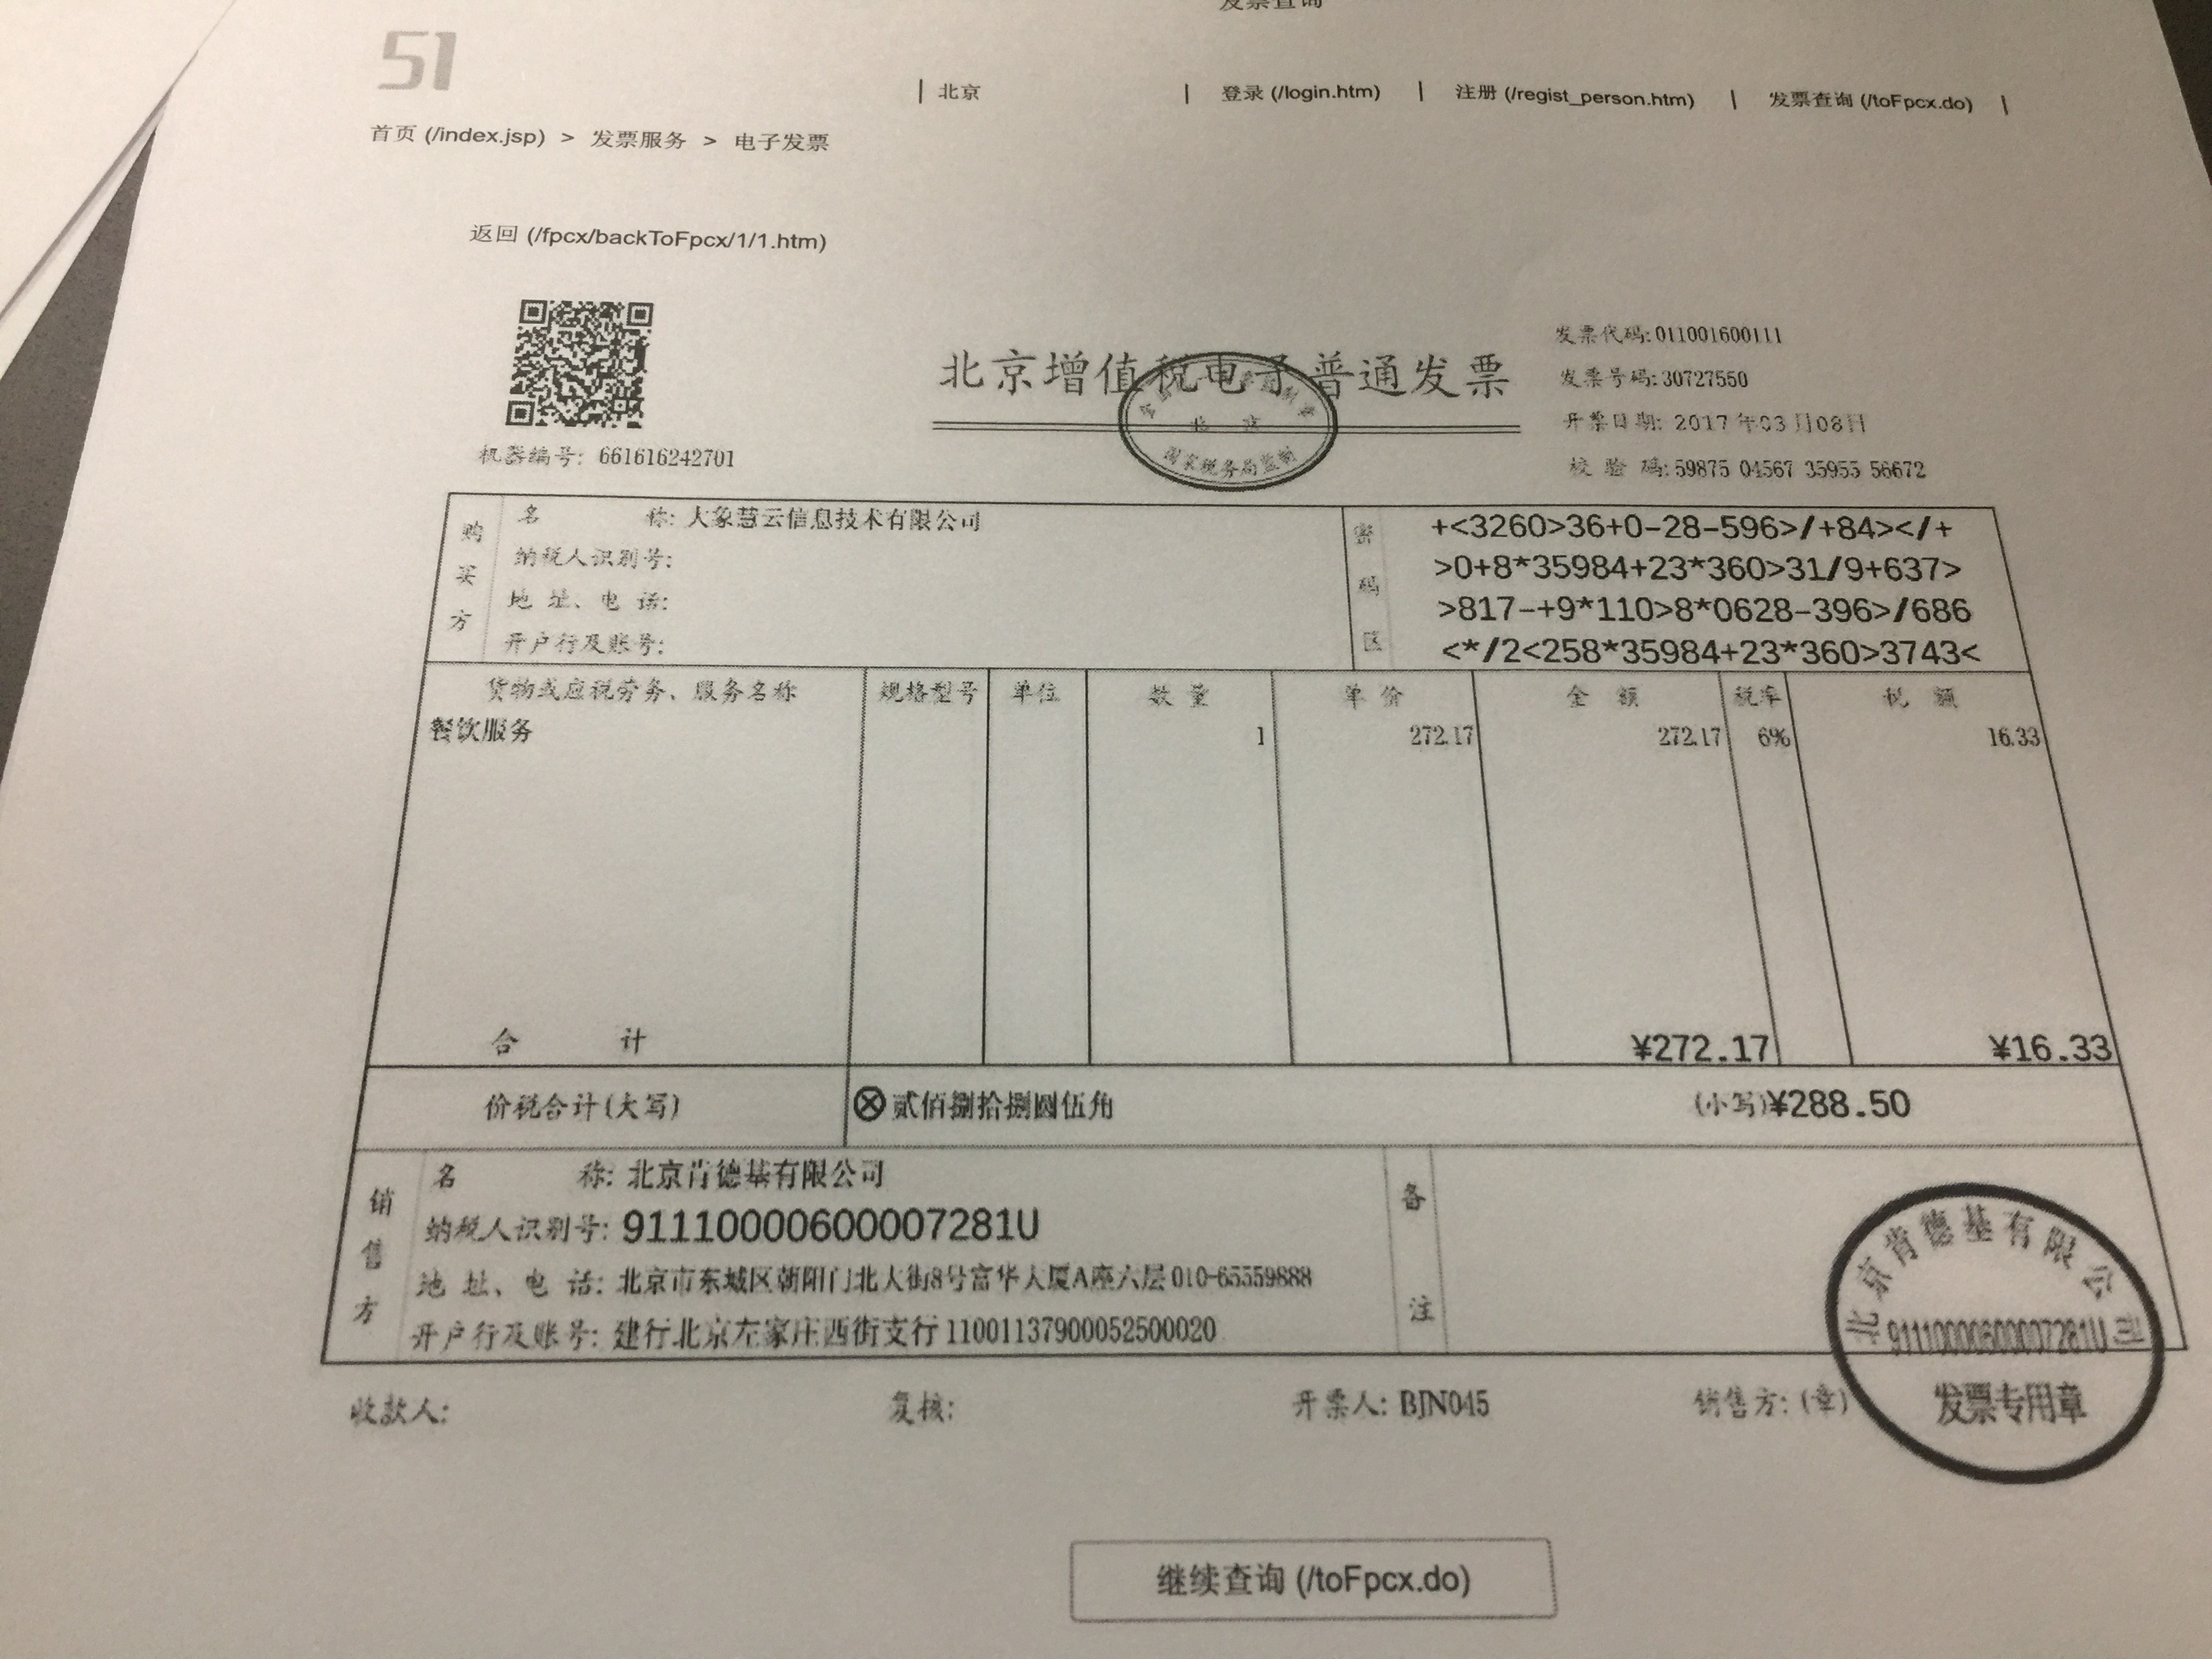 发票查询
51
| 北京 | 登录 (/login.htm) | 注册 (/regist_person.htm) | 发票查询 (/toFpcx.do) |
首页 (/index.jsp) > 发票服务 > 电子发票
返回 (/fpcx/backToFpcx/1/1.htm)
北京增值税电子普通发票
北京
国家税务局监制
机器编号: 661616242701
发票代码: 011001600111
发票号码: 30727550
开票日期: 2017年03月08日
校验码: 59875 04567 35955 56672
购买方
名称: 大象慧云信息技术有限公司
纳税人识别号:
地址、电话:
开户行及账号:
密码区
+<3260>36+0-28-596>/+84></+
>0+8*35984+23*360>31/9+637>
>817-+9*110>8*0628-396>/686
<*/2<258*35984+23*360>3743<
货物或应税劳务、服务名称 规格型号 单位 数量 单价 金额 税率 税额
餐饮服务 1 272.17 272.17 6% 16.33
合计 ¥272.17 ¥16.33
价税合计(大写) ⊗贰佰捌拾捌圆伍角 (小写)¥288.50
销售方
名称: 北京肯德基有限公司
纳税人识别号: 91110000600007281U
地址、电话: 北京市东城区朝阳门北大街8号富华大厦A座六层 010-65559888
开户行及账号: 建行北京左家庄西街支行 11001137900052500020
备注
北京肯德基有限公司
91110000600007281U
发票专用章
收款人: 复核: 开票人: BJN045 销售方: (章)
继续查询 (/toFpcx.do)